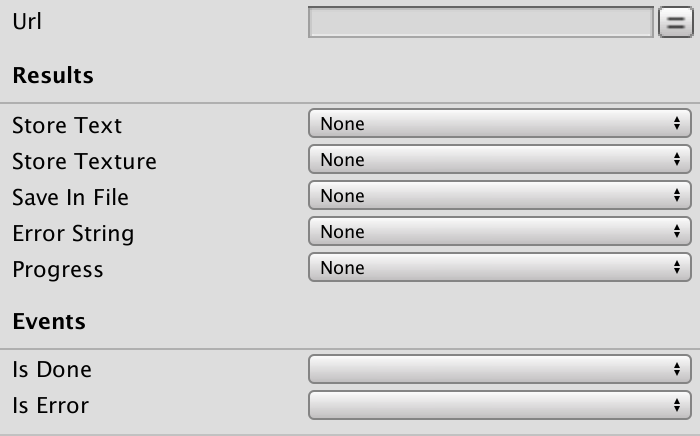 Url =
Results
Store Text None
Store Texture None
Save In File None
Error String None
Progress None
Events
Is Done
Is Error